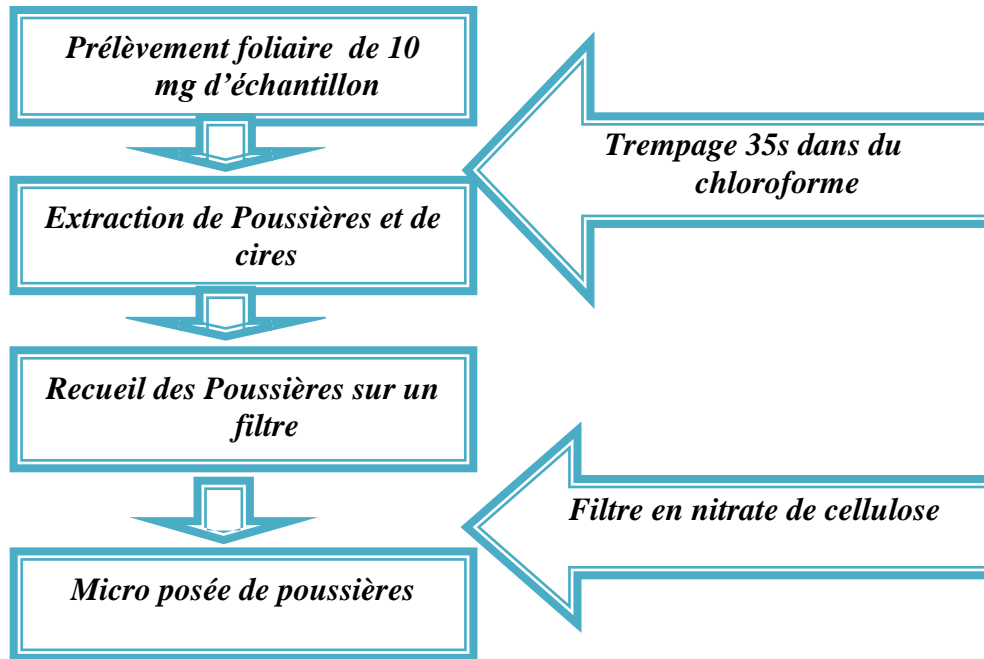 Prélèvement foliaire de 10
mg d'échantillon
Trempage 35s dans du
chloroforme
Extraction de Poussières et de
cires
Recueil des Poussières sur un
filtre
Filtre en nitrate de cellulose
Micro posée de poussières